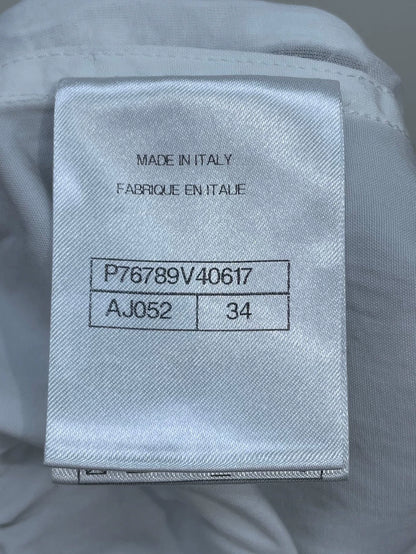 MADE IN ITALY
FABRIQUE EN ITALIE
P76789V40617
AJ052 34